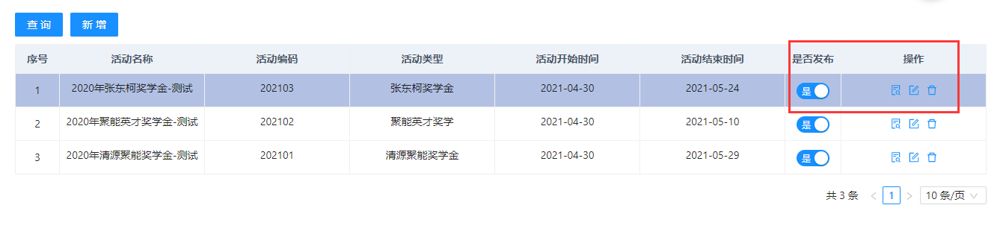 查 询 新 增
序号 活动名称 活动编码 活动类型 活动开始时间 活动结束时间 是否发布 操作
1 2020年张东柯奖学金-测试 202103 张东柯奖学金 2021-04-30 2021-05-24 是
2 2020年聚能英才奖学金-测试 202102 聚能英才奖学 2021-04-30 2021-05-10 是
3 2020年清源聚能奖学金-测试 202101 清源聚能奖学金 2021-04-30 2021-05-29 是
共 3 条 < 1 > 10 条/页